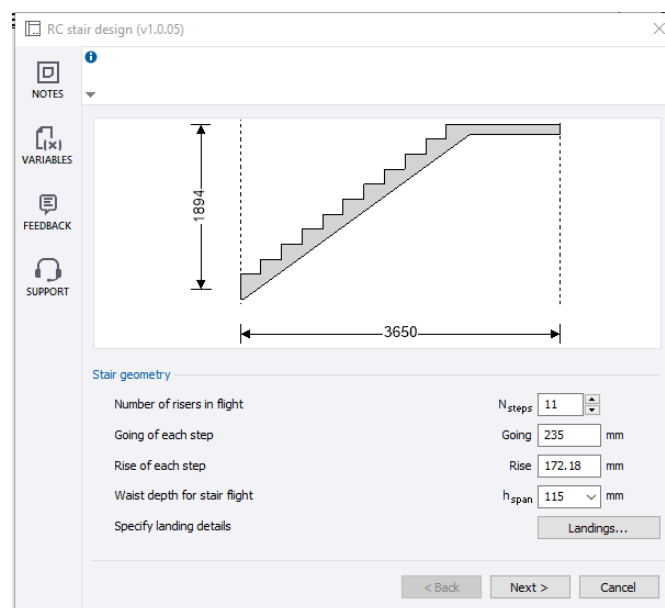 RC stair design (v1.0.05)
NOTES
VARIABLES
FEEDBACK
SUPPORT
1894
3650
Stair geometry
Number of risers in flight Nsteps 11
Going of each step Going 235 mm
Rise of each step Rise 172.18 mm
Waist depth for stair flight hspan 115 mm
Specify landing details Landings...
< Back Next > Cancel